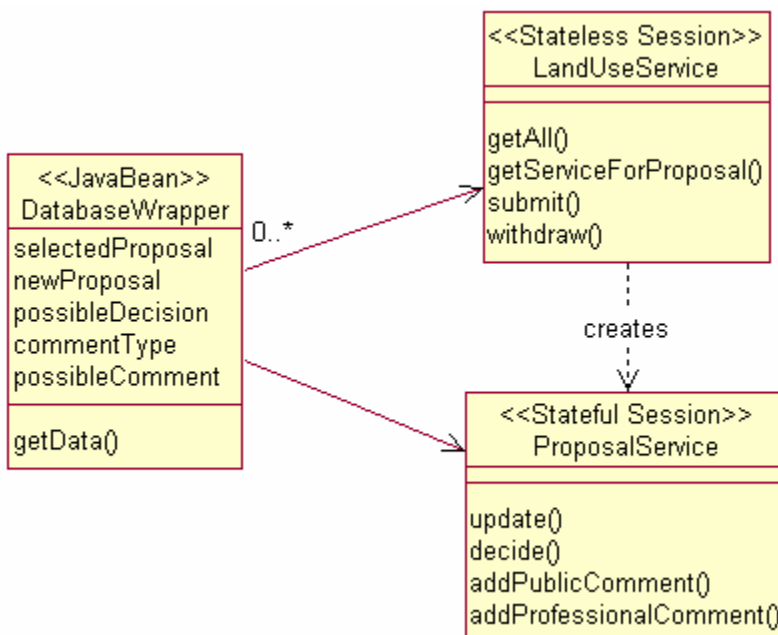 <<Stateless Session>>
LandUseService
getAll()
getServiceForProposal()
submit()
withdraw()
<<JavaBean>>
DatabaseWrapper
selectedProposal
newProposal
possibleDecision
commentType
possibleComment
getData()
0..*
creates
<<Stateful Session>>
ProposalService
update()
decide()
addPublicComment()
addProfessionalComment()